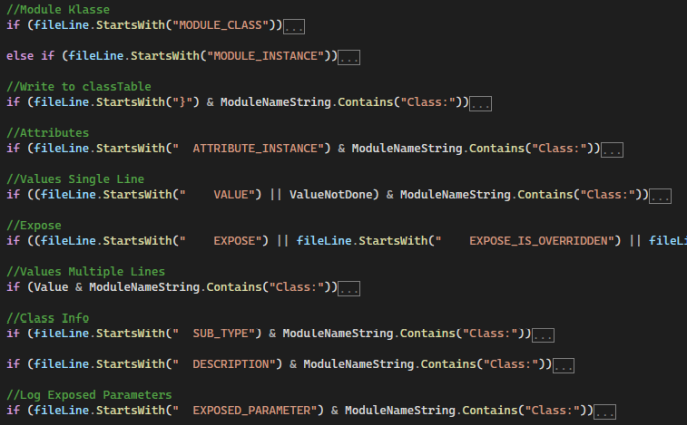 //Module Klasse
if (fileLine.StartsWith("MODULE_CLASS"))...
else if (fileLine.StartsWith("MODULE_INSTANCE"))...
//Write to classTable
if (fileLine.StartsWith("}") & ModuleNameString.Contains("Class:"))...
//Attributes
if (fileLine.StartsWith("  ATTRIBUTE_INSTANCE") & ModuleNameString.Contains("Class:"))...
//Values Single Line
if ((fileLine.StartsWith("    VALUE") || ValueNotDone) & ModuleNameString.Contains("Class:"))...
//Expose
if ((fileLine.StartsWith("    EXPOSE") || fileLine.StartsWith("    EXPOSE_IS_OVERRIDDEN") || fileLi
//Values Multiple Lines
if (Value & ModuleNameString.Contains("Class:"))...
//Class Info
if (fileLine.StartsWith("  SUB_TYPE") & ModuleNameString.Contains("Class:"))...
if (fileLine.StartsWith("  DESCRIPTION") & ModuleNameString.Contains("Class:"))...
//Log Exposed Parameters
if (fileLine.StartsWith("  EXPOSED_PARAMETER") & ModuleNameString.Contains("Class:"))...